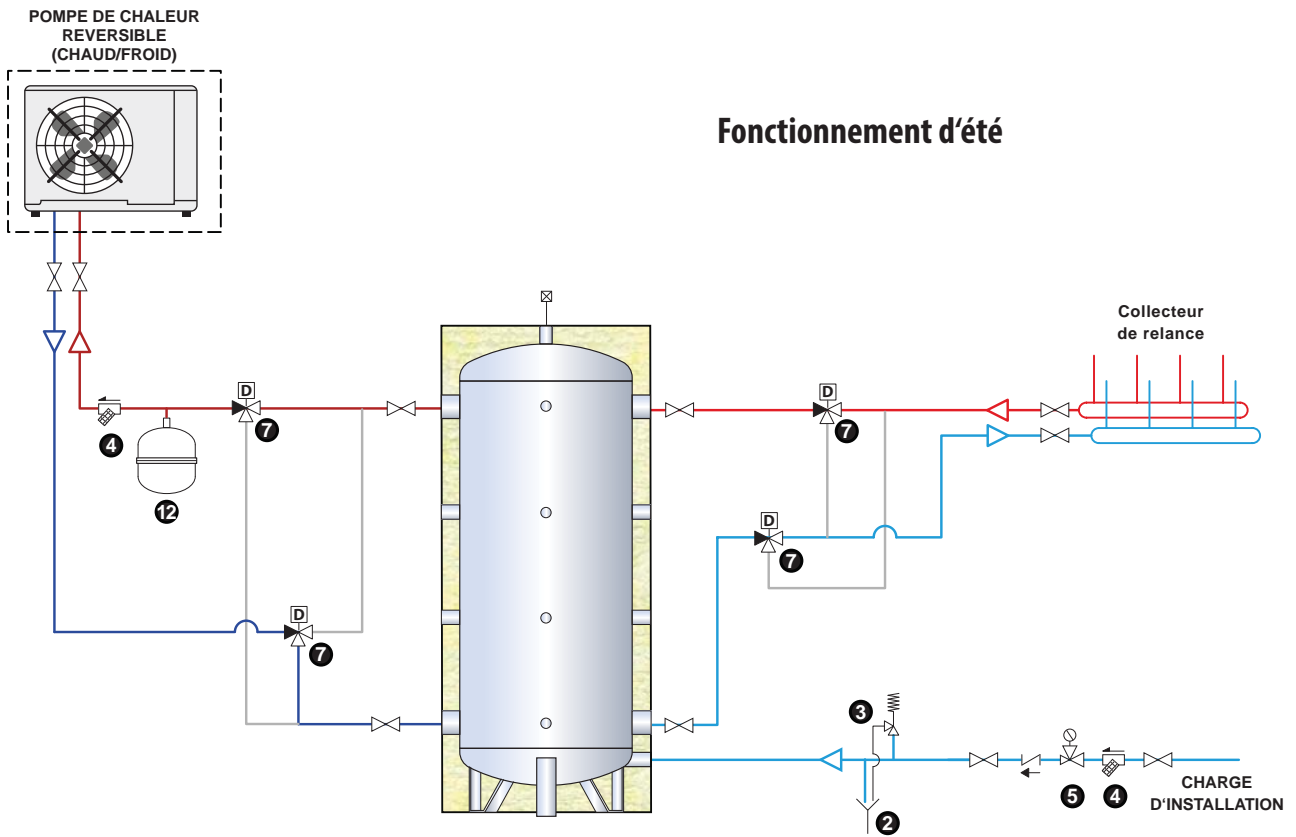 POMPE DE CHALEUR
REVERSIBLE
(CHAUD/FROID)
Fonctionnement d‘été
Collecteur
de relance
D
7
D
7
4
12
D
7
D
7
3
2
5
4
CHARGE
D‘INSTALLATION